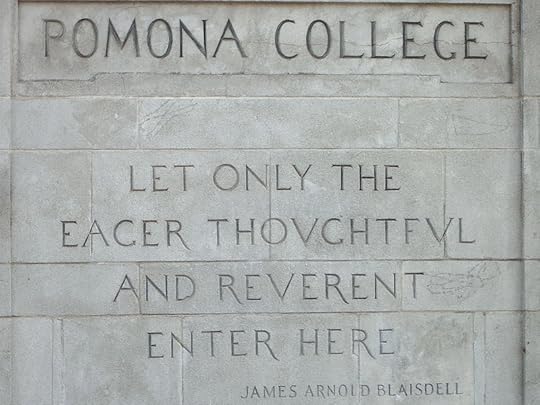 POMONA COLLEGE
LET ONLY THE
EAGER THOVGHTFVL
AND REVERENT
ENTER HERE
JAMES ARNOLD BLAISDELL